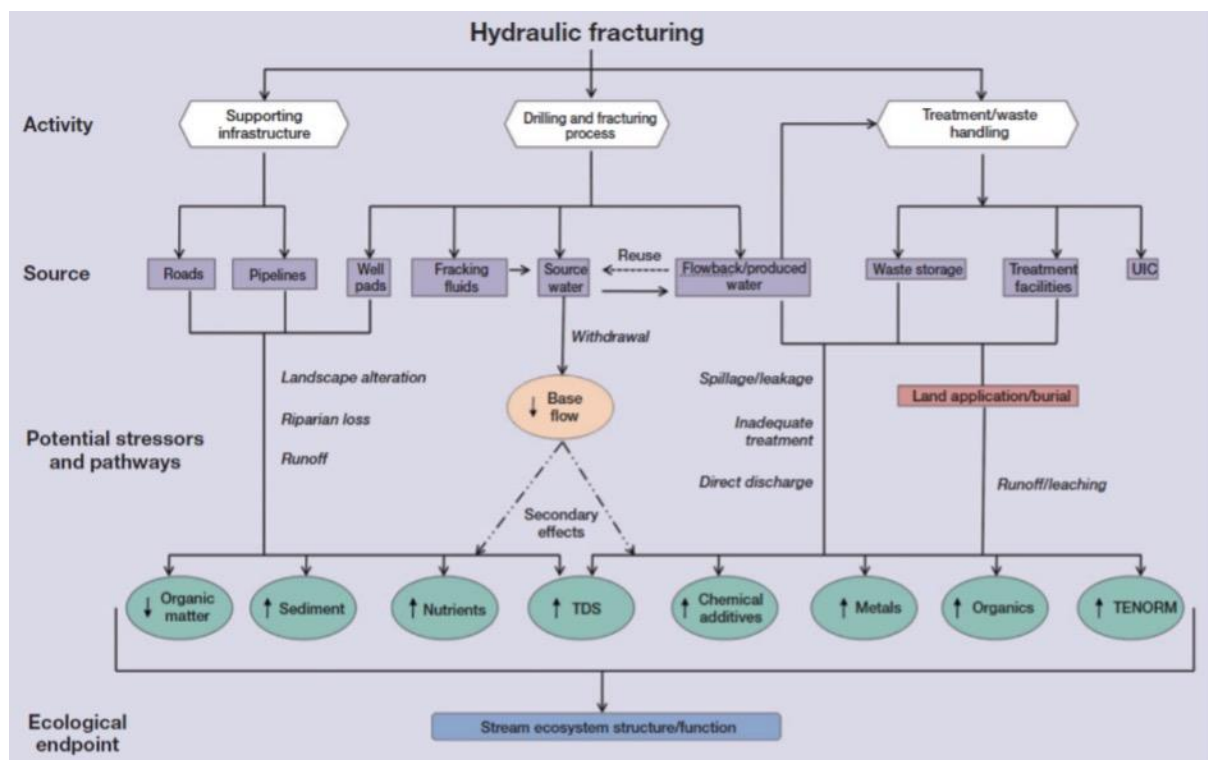 Hydraulic fracturing
Activity
Supporting
infrastructure
Drilling and fracturing
process
Treatment/waste
handling
Source
Roads
Pipelines
Well
pads
Fracking
fluids
Source
water
Reuse
Flowback/produced
water
Waste storage
Treatment
facilities
UIC
Withdrawal
Potential stressors
and pathways
Landscape alteration
Riparian loss
Runoff
↓ Base
flow
Secondary
effects
Spillage/leakage
Inadequate
treatment
Direct discharge
Land application/burial
Runoff/leaching
↓ Organic
matter
↑ Sediment
↑ Nutrients
↑ TDS
↑ Chemical
additives
↑ Metals
↑ Organics
↑ TENORM
Ecological
endpoint
Stream ecosystem structure/function